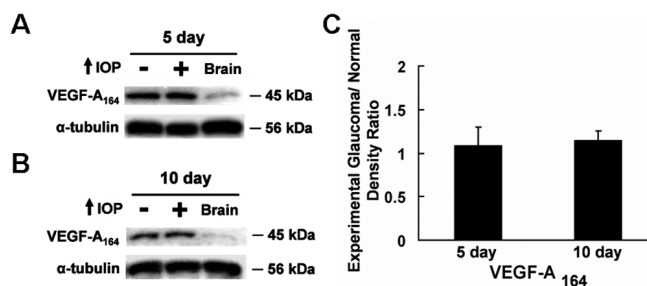 A
5 day
↑ IOP - + Brain
VEGF-A164 — 45 kDa
α-tubulin — 56 kDa
B
10 day
↑ IOP - + Brain
VEGF-A164 — 45 kDa
α-tubulin — 56 kDa
C
Experimental Glaucoma/ Normal
Density Ratio
2
1.5
1
0.5
0
5 day 10 day
VEGF-A 164